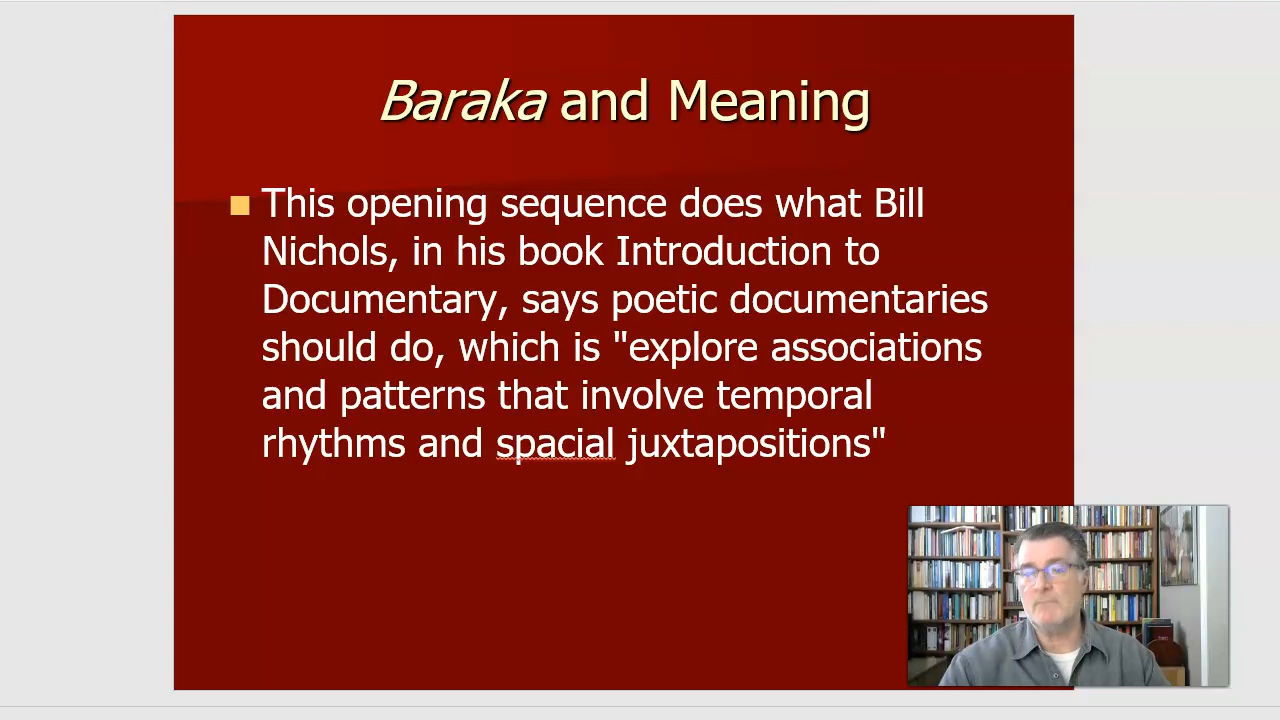 Baraka and Meaning
This opening sequence does what Bill
Nichols, in his book Introduction to
Documentary, says poetic documentaries
should do, which is "explore associations
and patterns that involve temporal
rhythms and spacial juxtapositions"